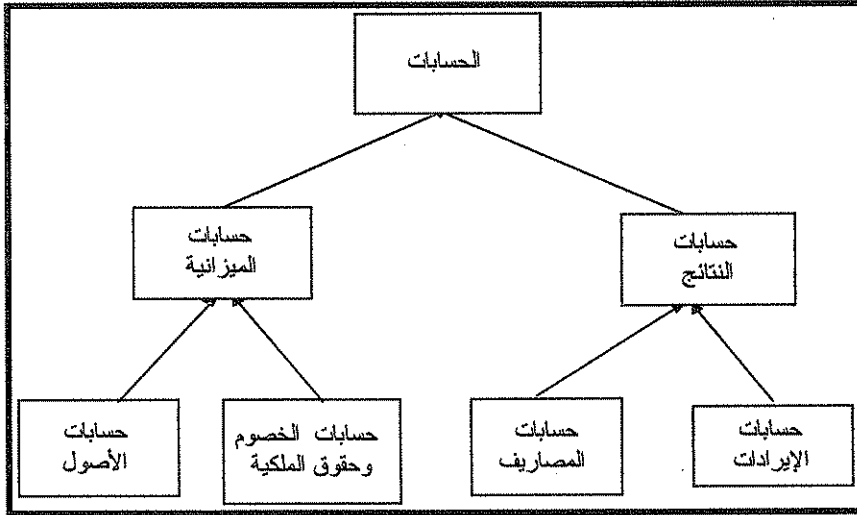 الحسابات
حسابات
النتائج
حسابات
الميزانية
حسابات
الإيرادات
حسابات
المصاريف
حسابات الخصوم
وحقوق الملكية
حسابات
الأصول